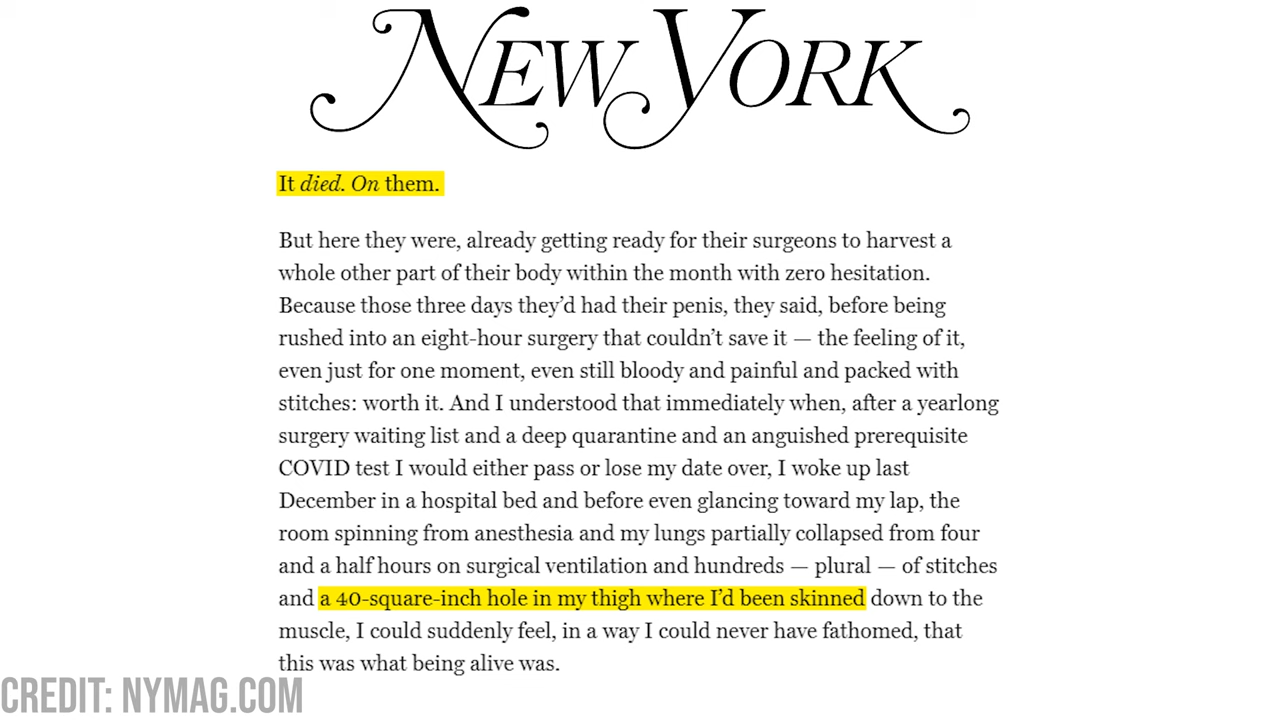 NEW YORK
It died. On them.
But here they were, already getting ready for their surgeons to harvest a
whole other part of their body within the month with zero hesitation.
Because those three days they’d had their penis, they said, before being
rushed into an eight-hour surgery that couldn’t save it — the feeling of it,
even just for one moment, even still bloody and painful and packed with
stitches: worth it. And I understood that immediately when, after a yearlong
surgery waiting list and a deep quarantine and an anguished prerequisite
COVID test I would either pass or lose my date over, I woke up last
December in a hospital bed and before even glancing toward my lap, the
room spinning from anesthesia and my lungs partially collapsed from four
and a half hours on surgical ventilation and hundreds — plural — of stitches
and a 40-square-inch hole in my thigh where I’d been skinned down to the
muscle, I could suddenly feel, in a way I could never have fathomed, that
this was what being alive was.
CREDIT: NYMAG.COM